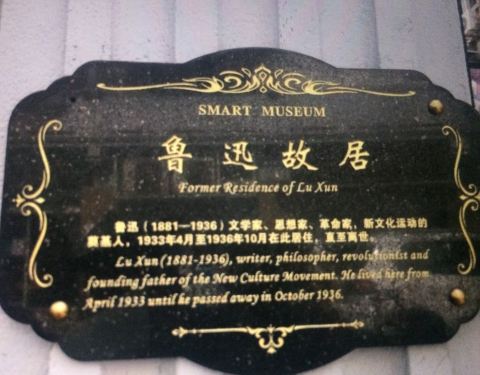 SMART MUSEUM
鲁迅故居
Former Residence of Lu Xun
鲁迅（1881—1936）文学家、思想家、革命家，新文化运动的
奠基人，1933年4月至1936年10月在此居住，直至离世。
Lu Xun (1881-1936), writer, philosopher, revolutionist and
founding father of the New Culture Movement. He lived here from
April 1933 until he passed away in October 1936.